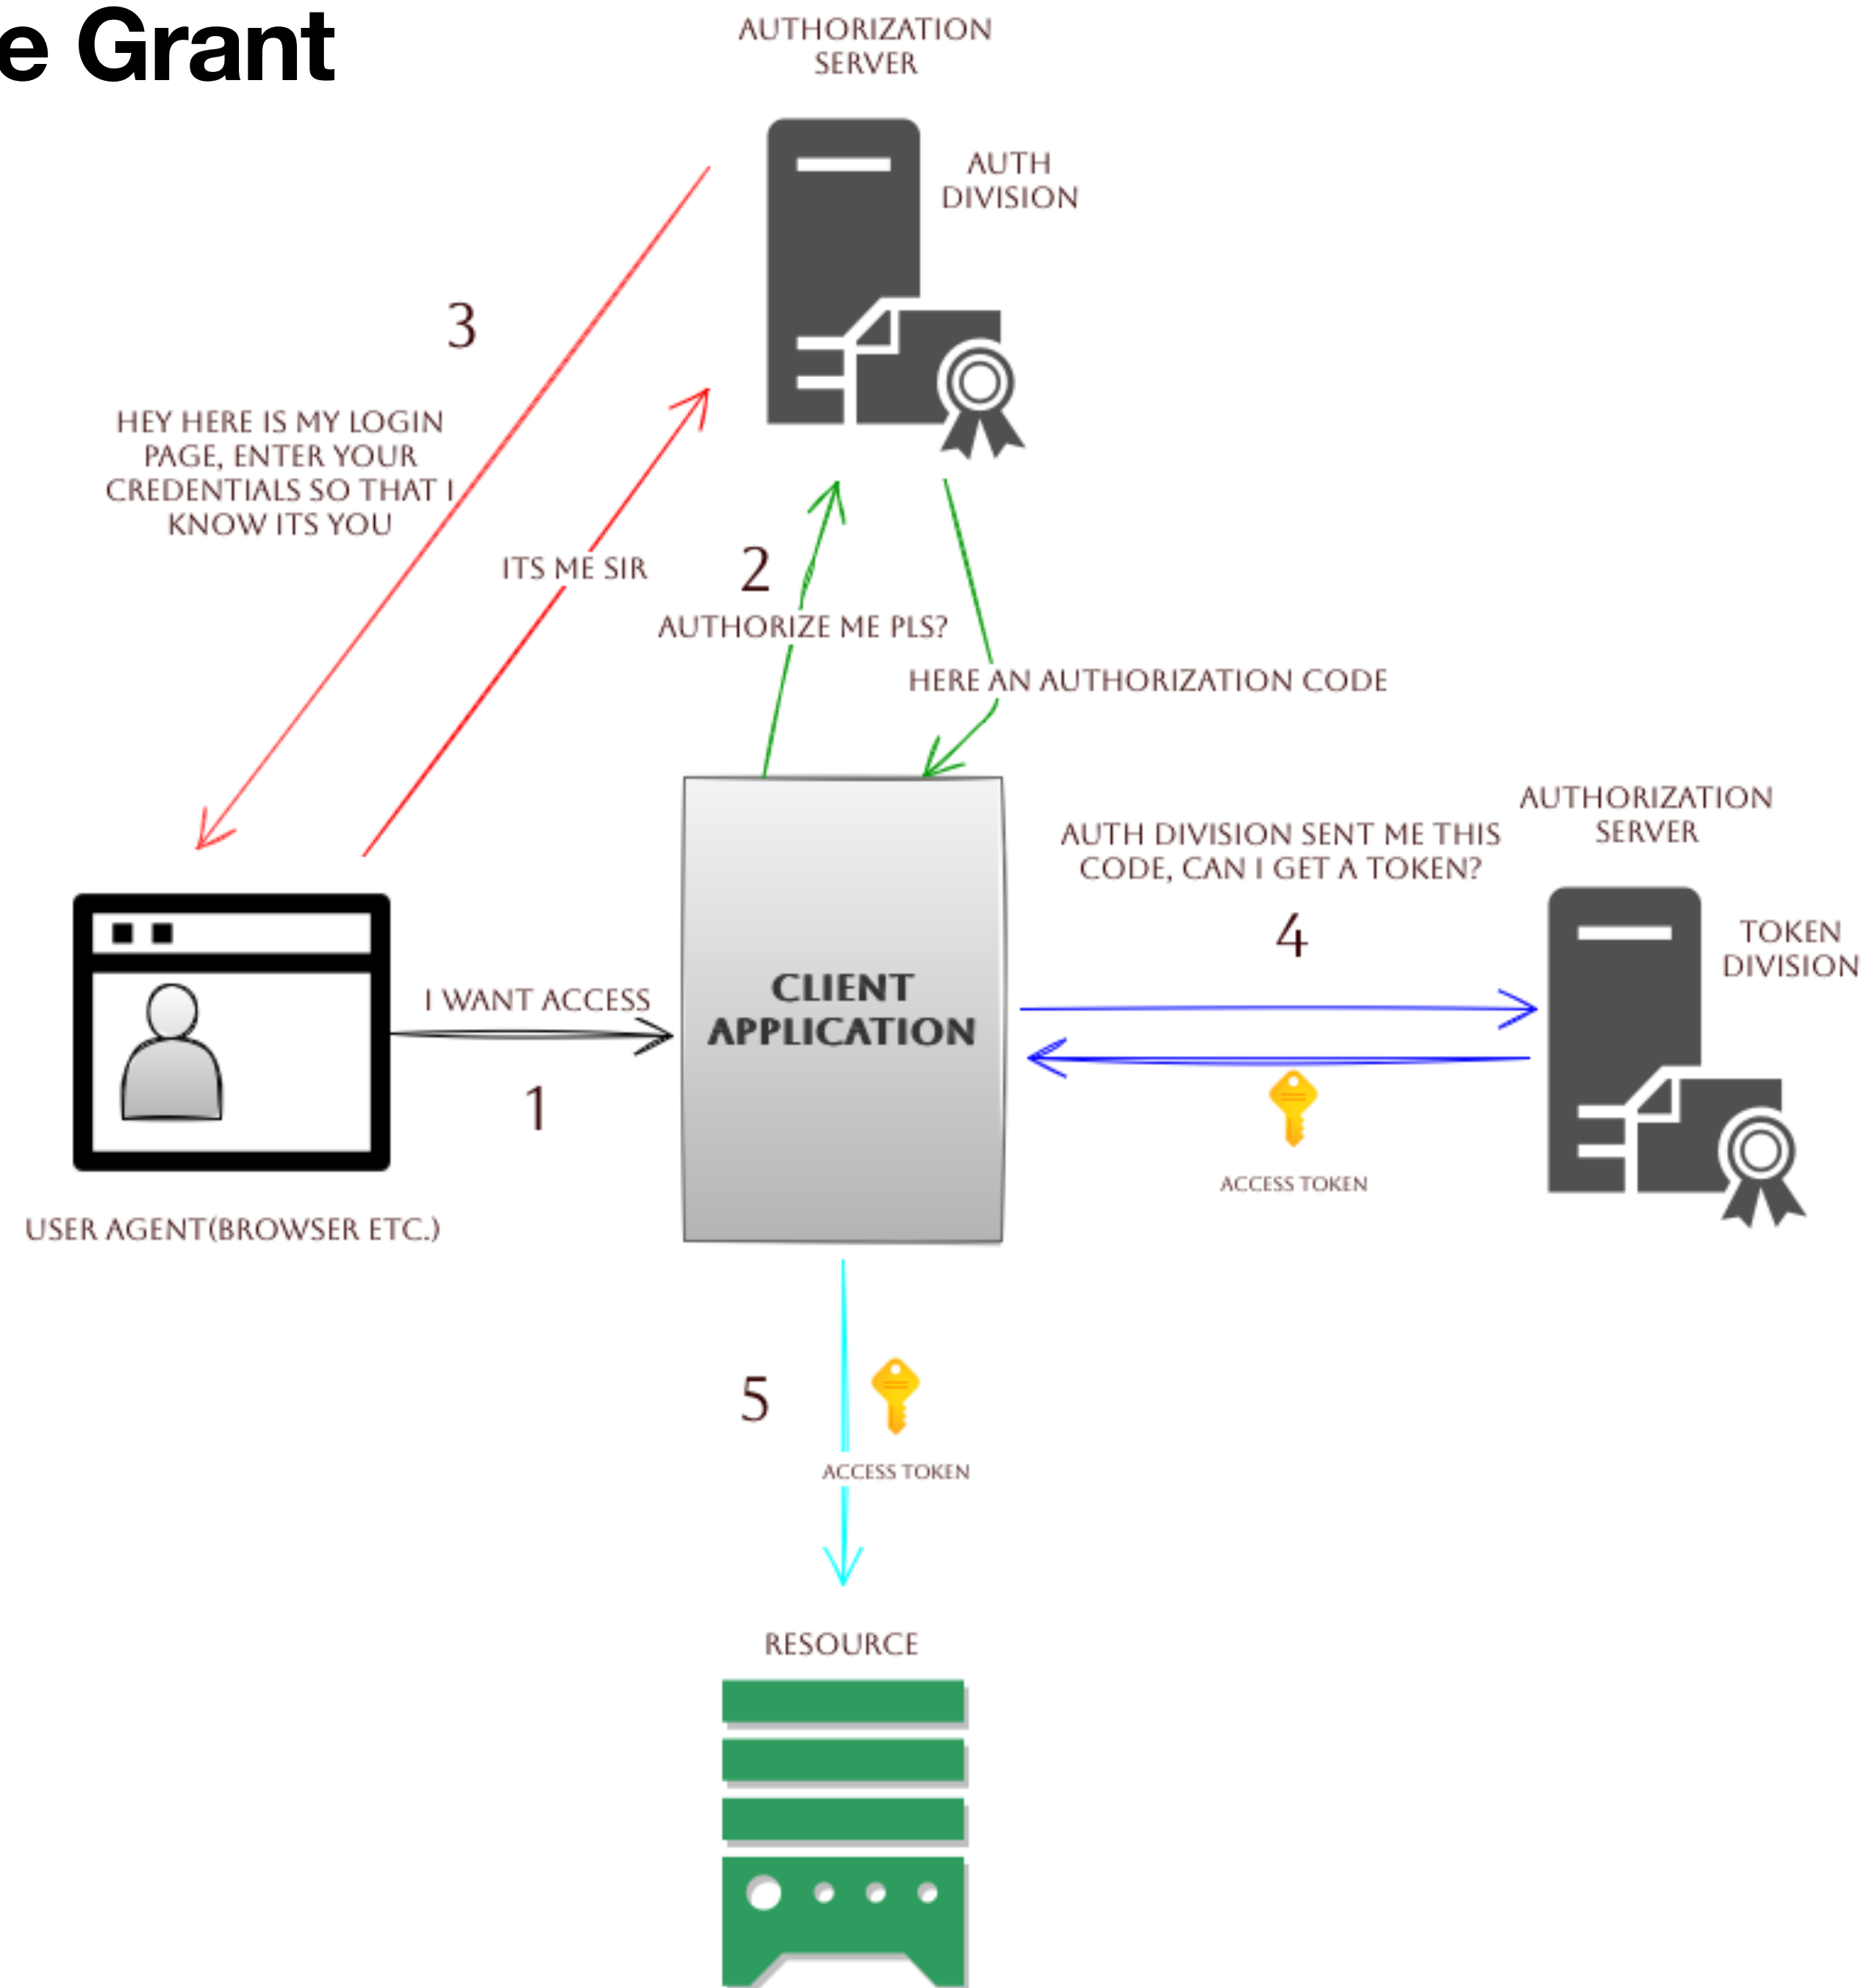 e Grant
AUTHORIZATION
SERVER
AUTH
DIVISION
3
HEY HERE IS MY LOGIN
PAGE, ENTER YOUR
CREDENTIALS SO THAT I
KNOW ITS YOU
ITS ME SIR
2
AUTHORIZE ME PLS?
HERE AN AUTHORIZATION CODE
AUTHORIZATION
SERVER
AUTH DIVISION SENT ME THIS
CODE, CAN I GET A TOKEN?
4
TOKEN
DIVISION
CLIENT
APPLICATION
I WANT ACCESS
1
ACCESS TOKEN
USER AGENT(BROWSER ETC.)
5
ACCESS TOKEN
RESOURCE